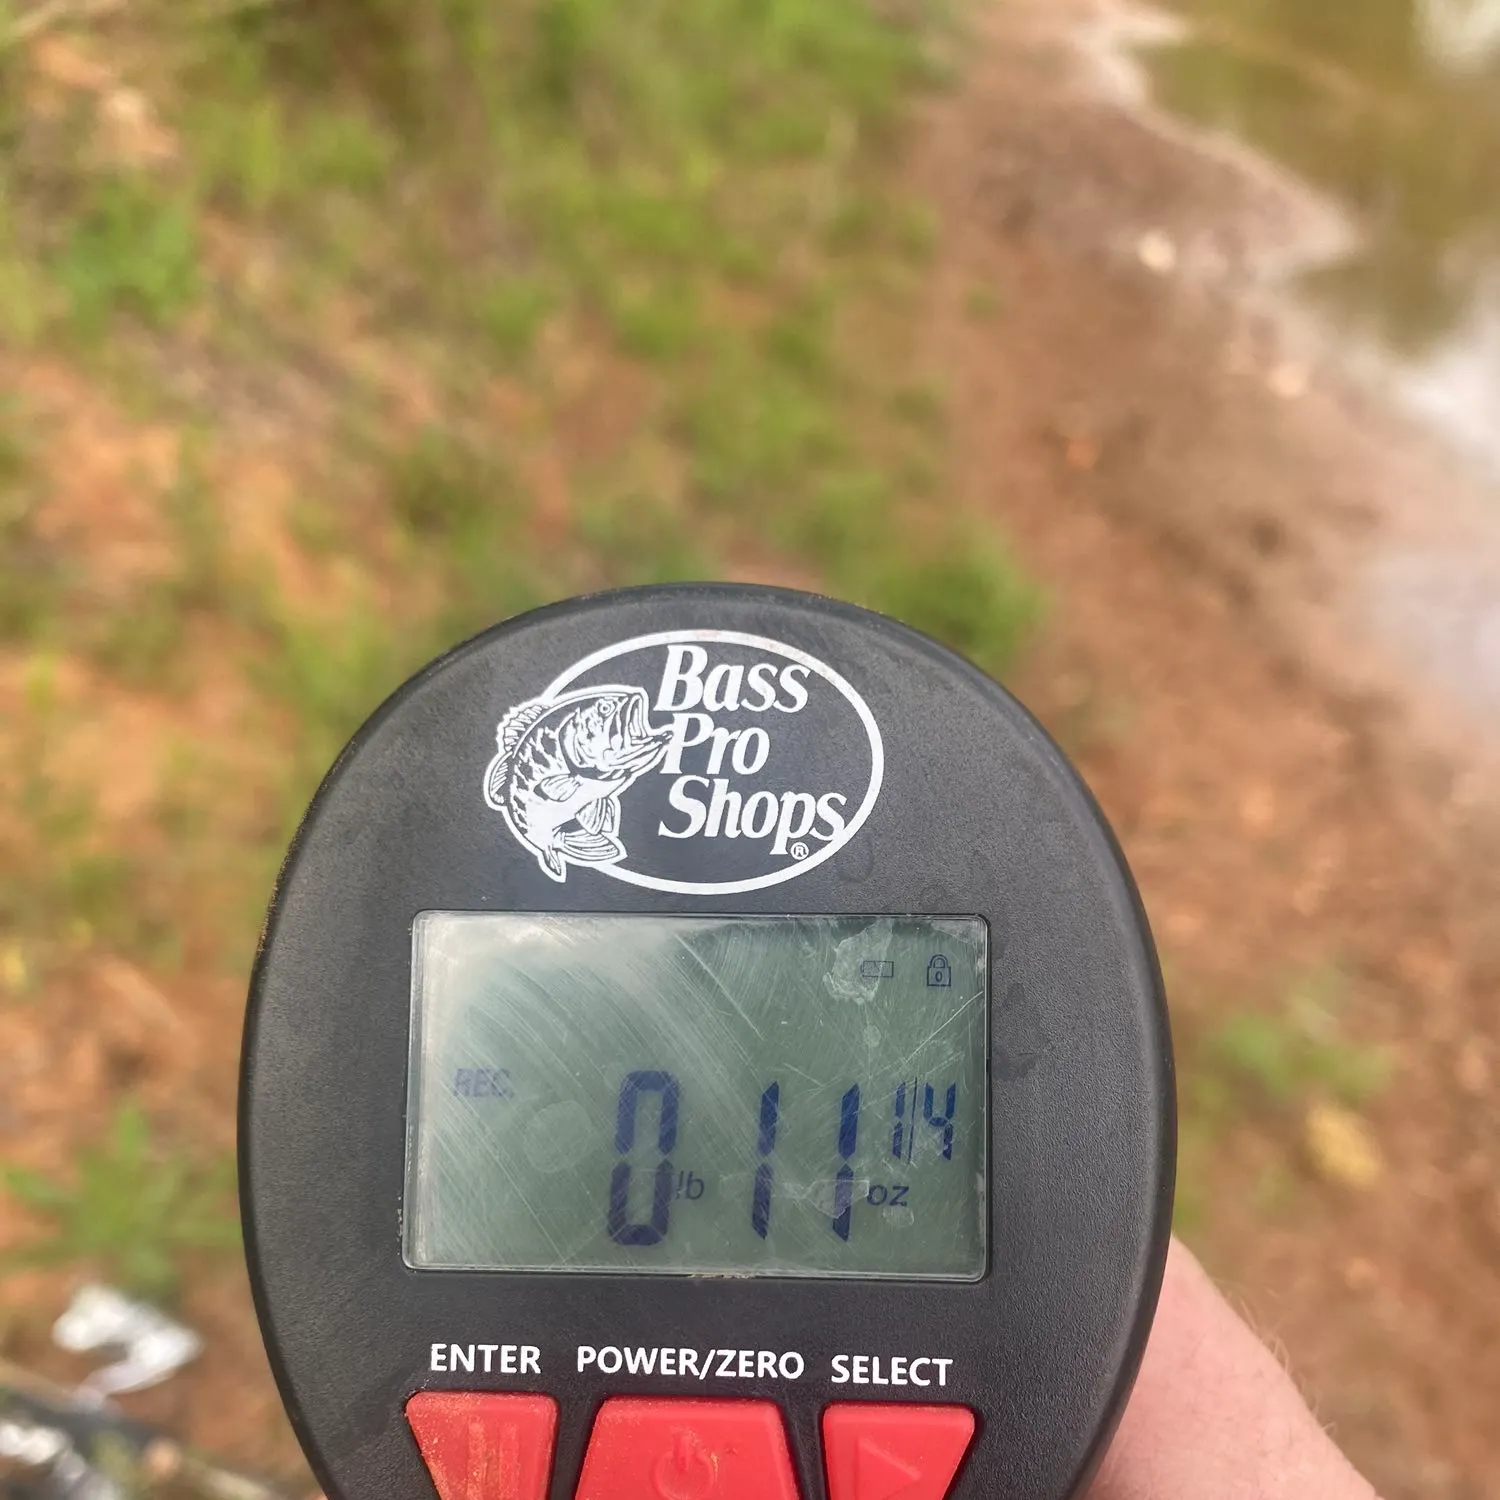 Bass
Pro
Shops®
REC.
0 lb 11 1/4 oz
ENTER POWER/ZERO SELECT